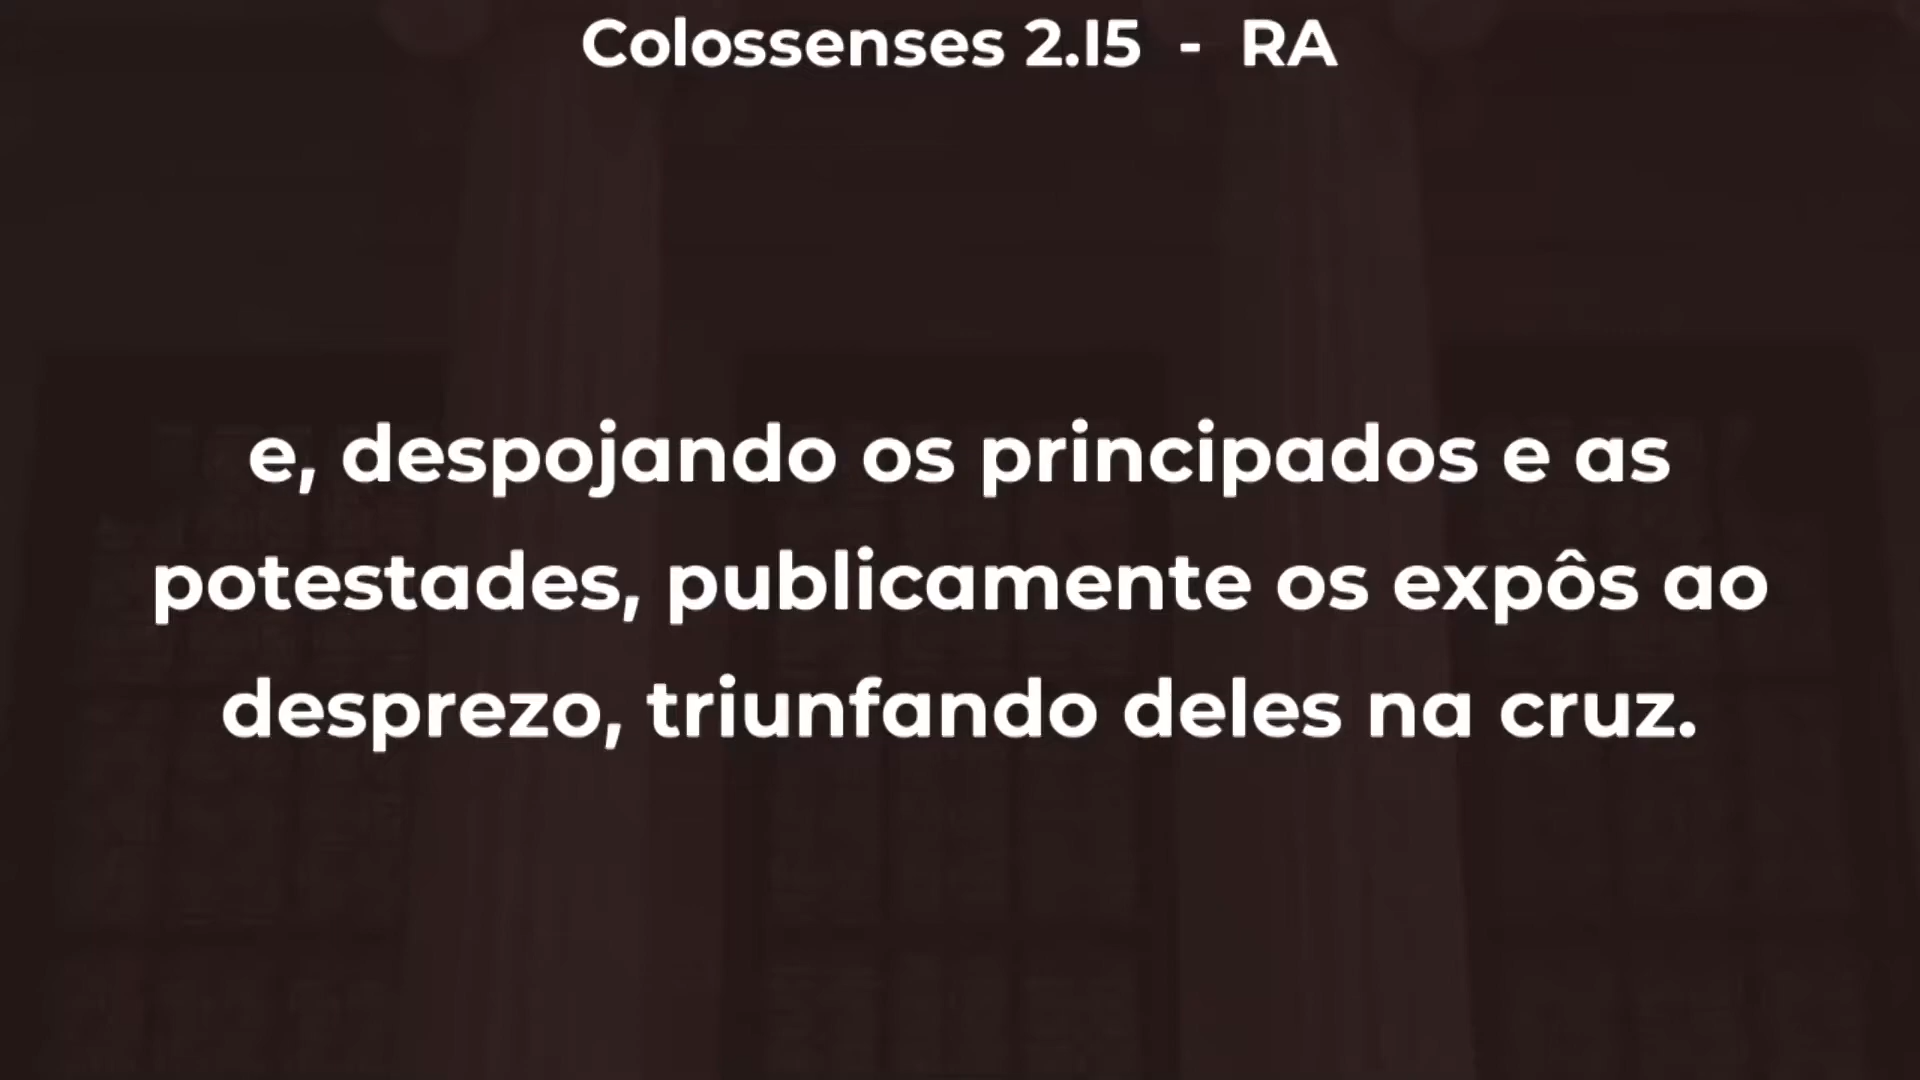 Colossenses 2.15 - RA
e, despojando os principados e as
potestades, publicamente os expôs ao
desprezo, triunfando deles na cruz.